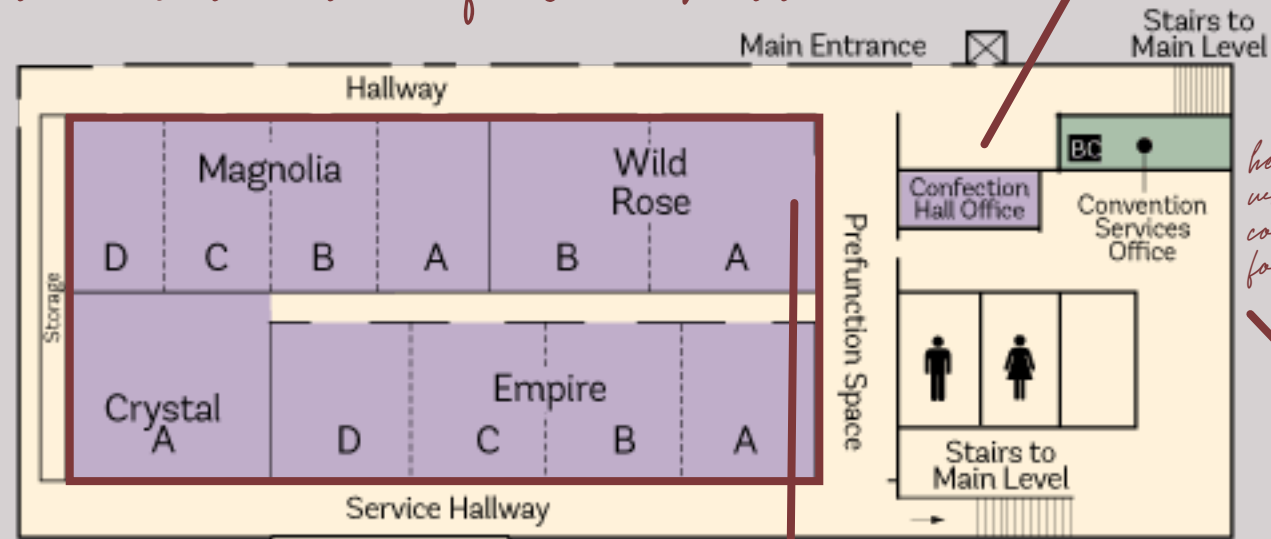 Main Entrance
Stairs to
Main Level
Hallway
Magnolia
D C B A
Wild
Rose
B A
Storage
Crystal
A
Empire
D C B A
Prefunction Space
Confection
Hall Office
BC
Convention
Services
Office
Stairs to
Main Level
Service Hallway